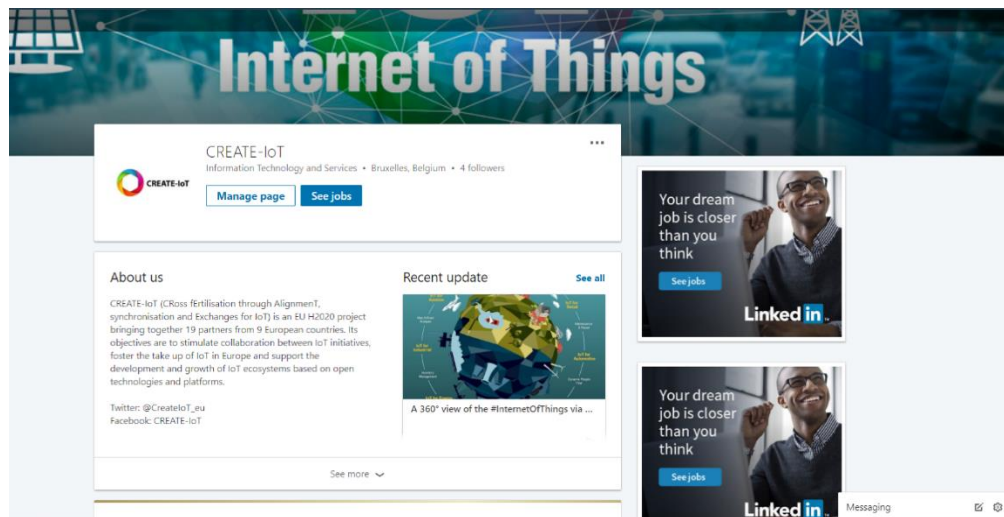 Internet of Things
CREATE-IoT
Information Technology and Services • Bruxelles, Belgium • 4 followers
CREATE-IoT
Manage page
See jobs
About us
CREATE-IoT (CRoss fErtilisation through AlignmenT,
synchronisation and Exchanges for IoT) is an EU H2020 project
bringing together 19 partners from 9 European countries. Its
objectives are to stimulate collaboration between IoT initiatives,
foster the take up of IoT in Europe and support the
development and growth of IoT ecosystems based on open
technologies and platforms.
Twitter: @CreateIoT_eu
Facebook: CREATE-IoT
Recent update
See all
A 360° view of the #InternetOfThings via ...
See more
Your dream
job is closer
than you
think
See jobs
Linked in
Your dream
job is closer
than you
think
See jobs
Linked in
Messaging